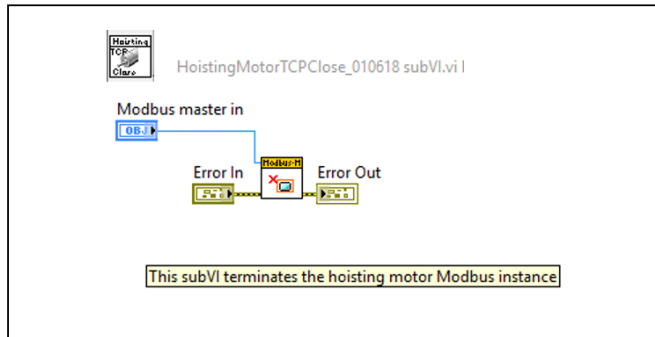 Hoisting
TCP
Close
HoistingMotorTCPClose_010618 subVI.vi
Modbus master in
OBJ
Modbus-M
Error In
Error Out
This subVI terminates the hoisting motor Modbus instance